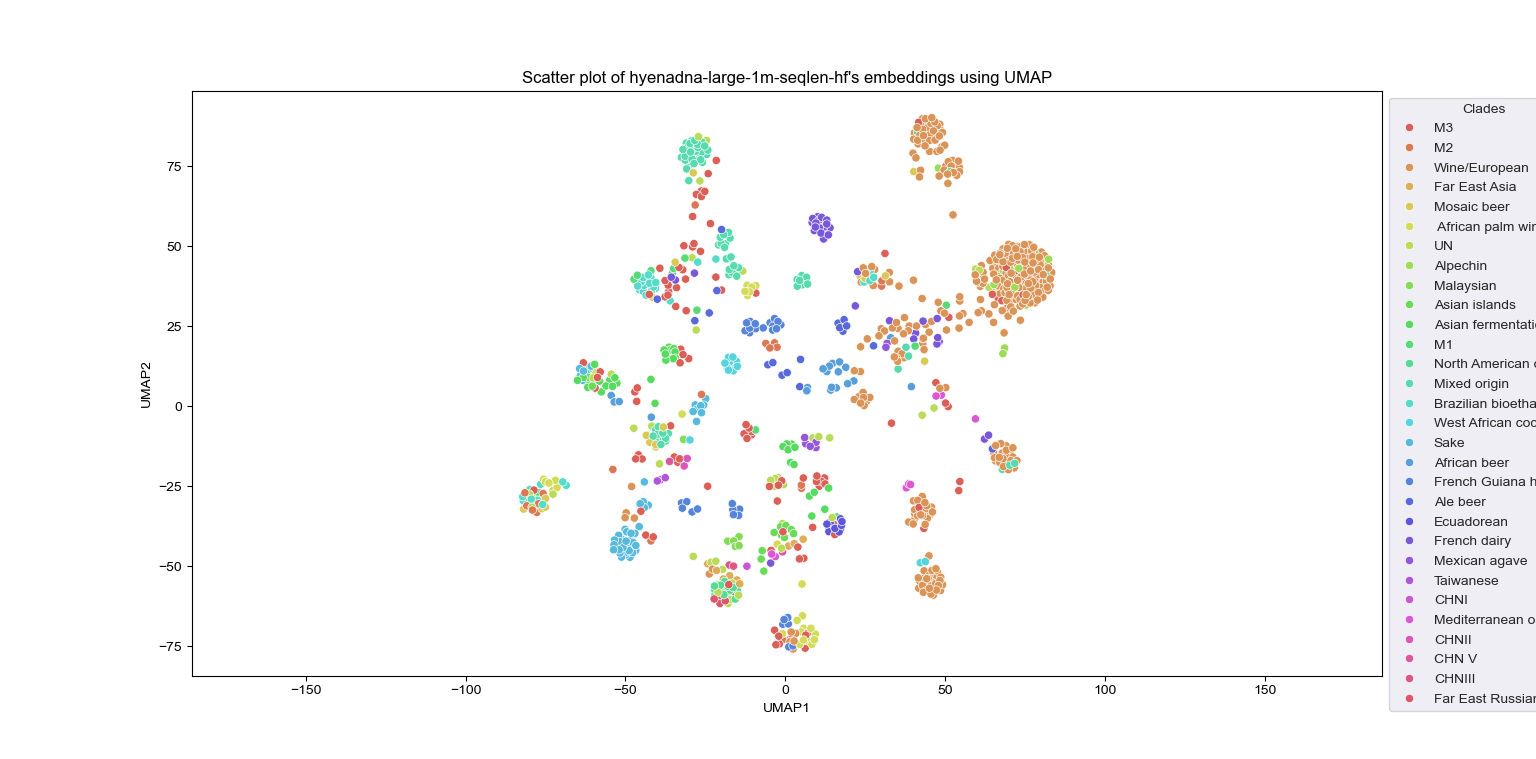 Scatter plot of hyenadna-large-1m-seqlen-hf's embeddings using UMAP
UMAP2
75
50
25
0
−25
−50
−75
−150
−100
−50
0
50
100
150
UMAP1
Clades
M3
M2
Wine/European
Far East Asia
Mosaic beer
African palm win
UN
Alpechin
Malaysian
Asian islands
Asian fermentati
M1
North American o
Mixed origin
Brazilian bioetha
West African coc
Sake
African beer
French Guiana h
Ale beer
Ecuadorean
French dairy
Mexican agave
Taiwanese
CHNI
Mediterranean o
CHNII
CHN V
CHNIII
Far East Russian